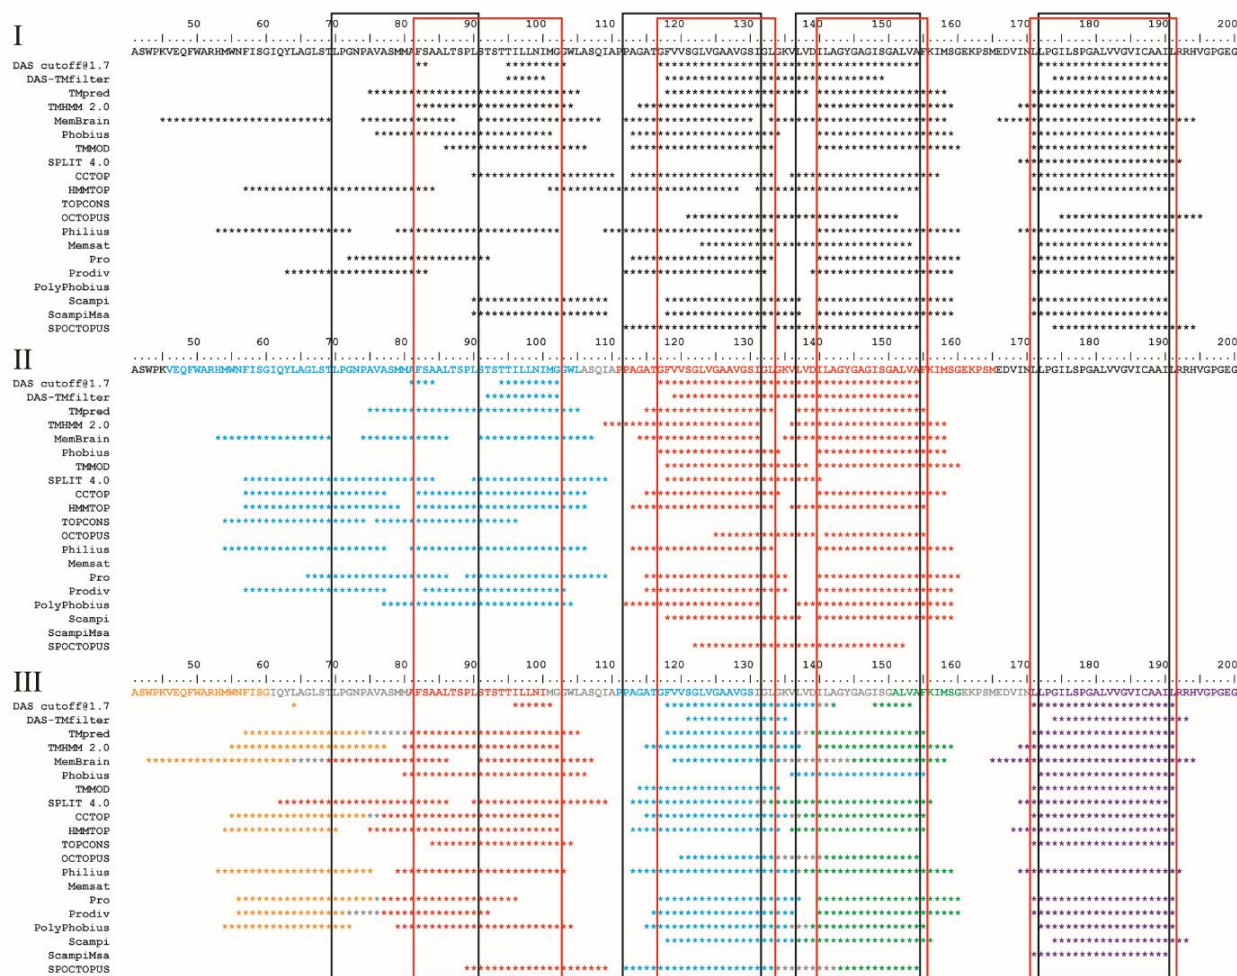 50 60 70 80 90 100 110 120 130 140 150 160 170 180 190 200
I
ASWPKVEQFWARHMWNFISGIQYLAGLSTLPGNPAVASMMAFSAALTSPLSTSTTILLNIMGGWLASQIAPPAGATGFVVSGLVGAAVGSIGLGKVLVDILAGYGAGISGALVAFKIMSGEKPSMEDVINLLPGILSPGALVVGVICAAILRRHVGPGEG
DAS cutoff@1.7
DAS-TMfilter
TMpred
TMHMM 2.0
MemBrain
Phobius
TMMOD
SPLIT 4.0
CCTOP
HMMTOP
TOPCONS
OCTOPUS
Philius
Memsat
Pro
Prodiv
PolyPhobius
Scampi
ScampiMsa
SPOCTOPUS
50 60 70 80 90 100 110 120 130 140 150 160 170 180 190 200
II
ASWPKVEQFWARHMWNFISGIQYLAGLSTLPGNPAVASMMAFSAALTSPLSTSTTILLNIMGGWLASQIAPPAGATGFVVSGLVGAAVGSIGLGKVLVDILAGYGAGISGALVAFKIMSGEKPSMEDVINLLPGILSPGALVVGVICAAILRRHVGPGEG
DAS cutoff@1.7
DAS-TMfilter
TMpred
TMHMM 2.0
MemBrain
Phobius
TMMOD
SPLIT 4.0
CCTOP
HMMTOP
TOPCONS
OCTOPUS
Philius
Memsat
Pro
Prodiv
PolyPhobius
Scampi
ScampiMsa
SPOCTOPUS
50 60 70 80 90 100 110 120 130 140 150 160 170 180 190 200
III
ASWPKVEQFWARHMWNFISGIQYLAGLSTLPGNPAVASMMAFSAALTSPLSTSTTILLNIMGGWLASQIAPPAGATGFVVSGLVGAAVGSIGLGKVLVDILAGYGAGISGALVAFKIMSGEKPSMEDVINLLPGILSPGALVVGVICAAILRRHVGPGEG
DAS cutoff@1.7
DAS-TMfilter
TMpred
TMHMM 2.0
MemBrain
Phobius
TMMOD
SPLIT 4.0
CCTOP
HMMTOP
TOPCONS
OCTOPUS
Philius
Memsat
Pro
Prodiv
PolyPhobius
Scampi
ScampiMsa
SPOCTOPUS